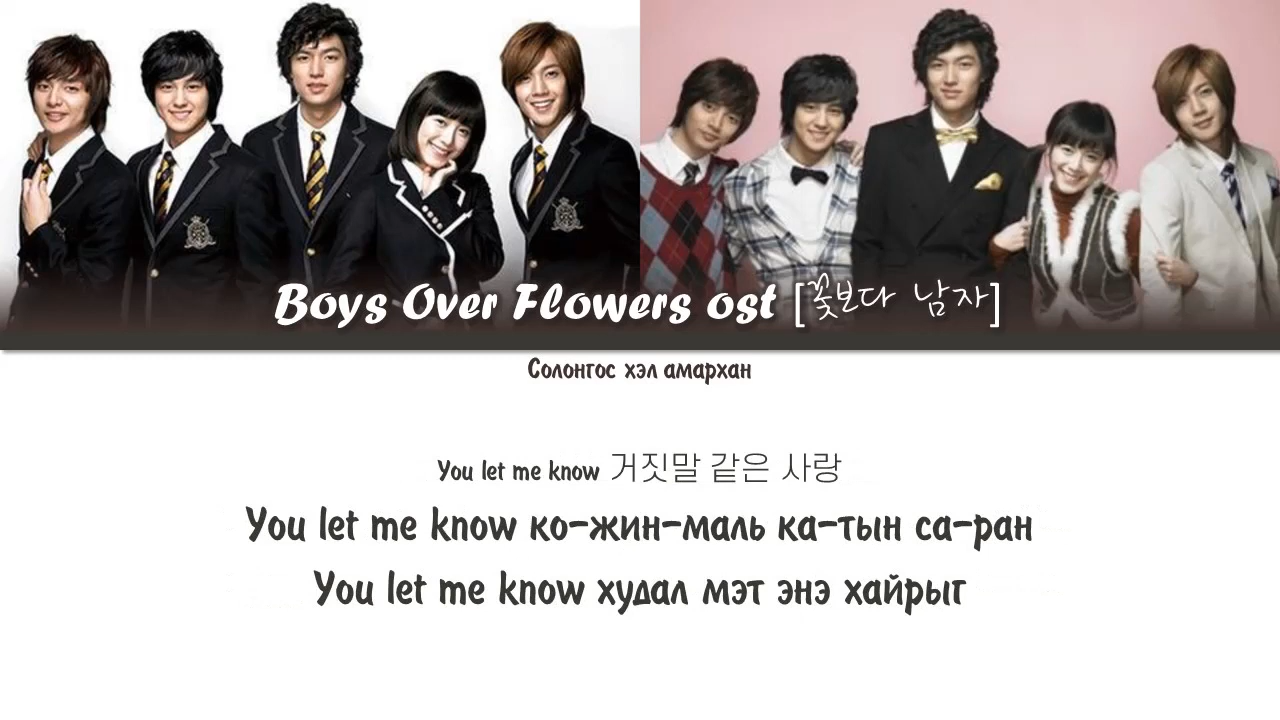 Boys Over Flowers ost [꽃보다 남자]
Солонгос хэл амархан
You let me know 거짓말 같은 사랑
You let me know ко-жин-маль ка-тын са-ран
You let me know худал мэт энэ хайрыг